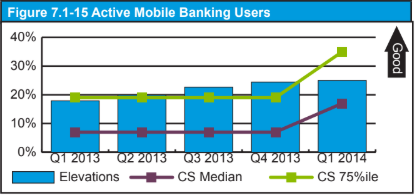 Figure 7.1-15 Active Mobile Banking Users
40%
30%
20%
10%
0%
Good
Q1 2013 Q2 2013 Q3 2013 Q4 2013 Q1 2014
Elevations CS Median CS 75%ile